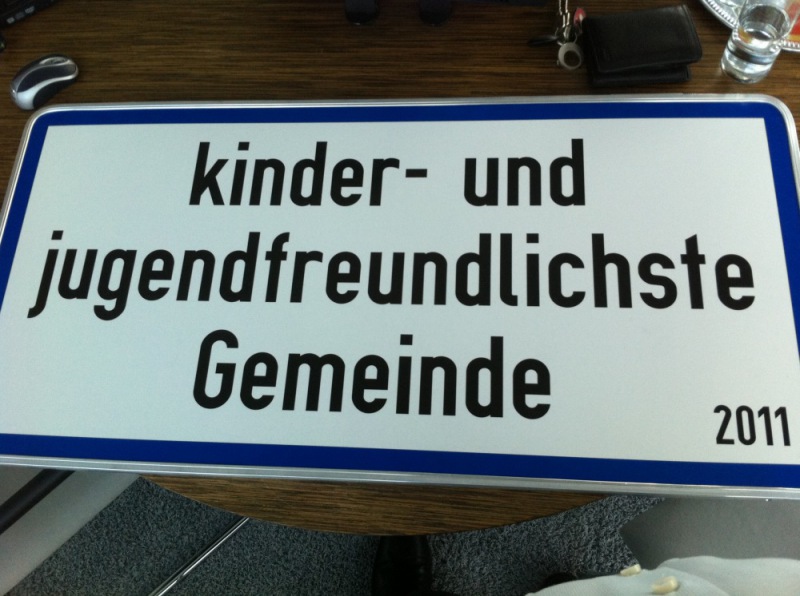 kinder- und
jugendfreundlichste
Gemeinde
2011